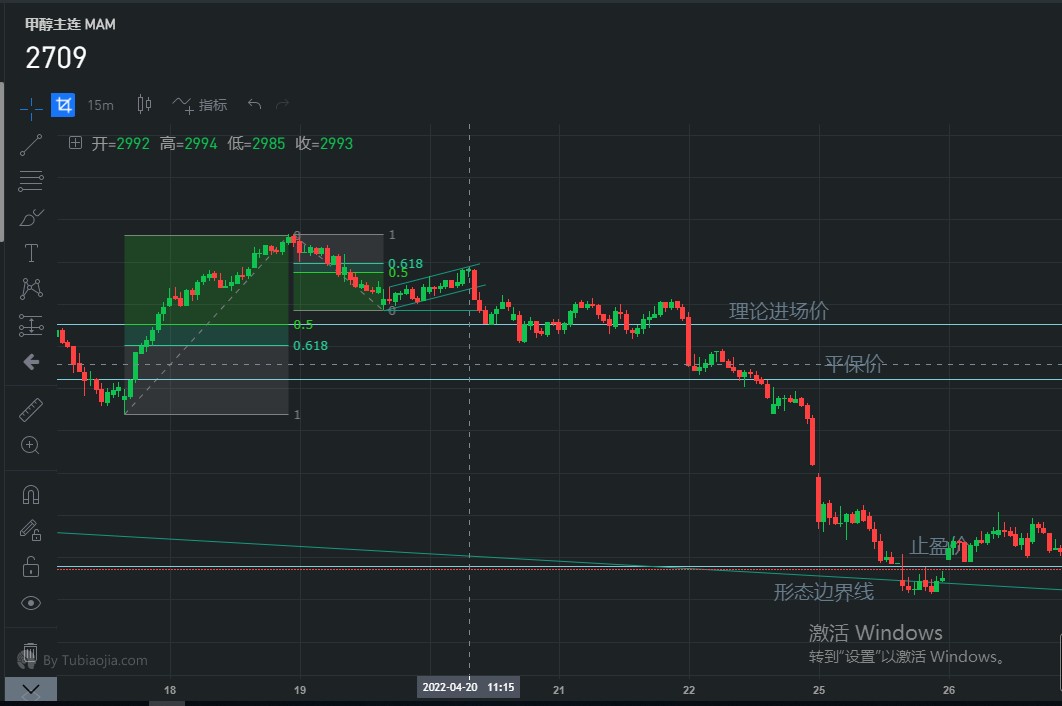 甲醇主连 MAM
2709
15m
指标
开=2992 高=2994 低=2985 收=2993
0
1
0.618
0.5
0
0.5
0.618
1
理论进场价
平保价
止盈价
形态边界线
激活 Windows
转到“设置”以激活 Windows。
By Tubiaojia.com
18
19
2022-04-20 11:15
21
22
25
26